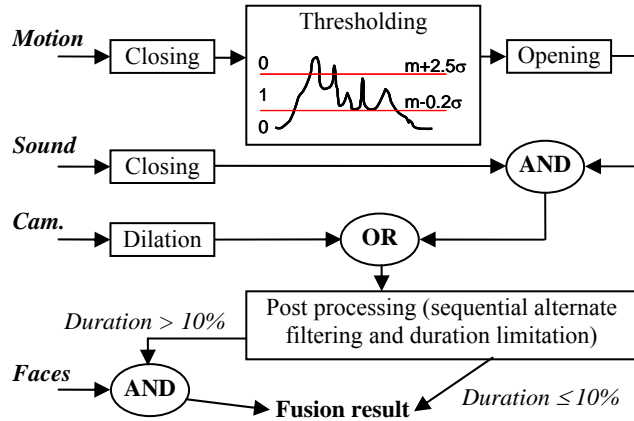 Thresholding
Motion
Closing
0
m+2.5σ
1
m-0.2σ
0
Opening
Sound
Closing
AND
Cam.
Dilation
OR
Post processing (sequential alternate
filtering and duration limitation)
Duration > 10%
Faces
AND
Fusion result
Duration ≤ 10%